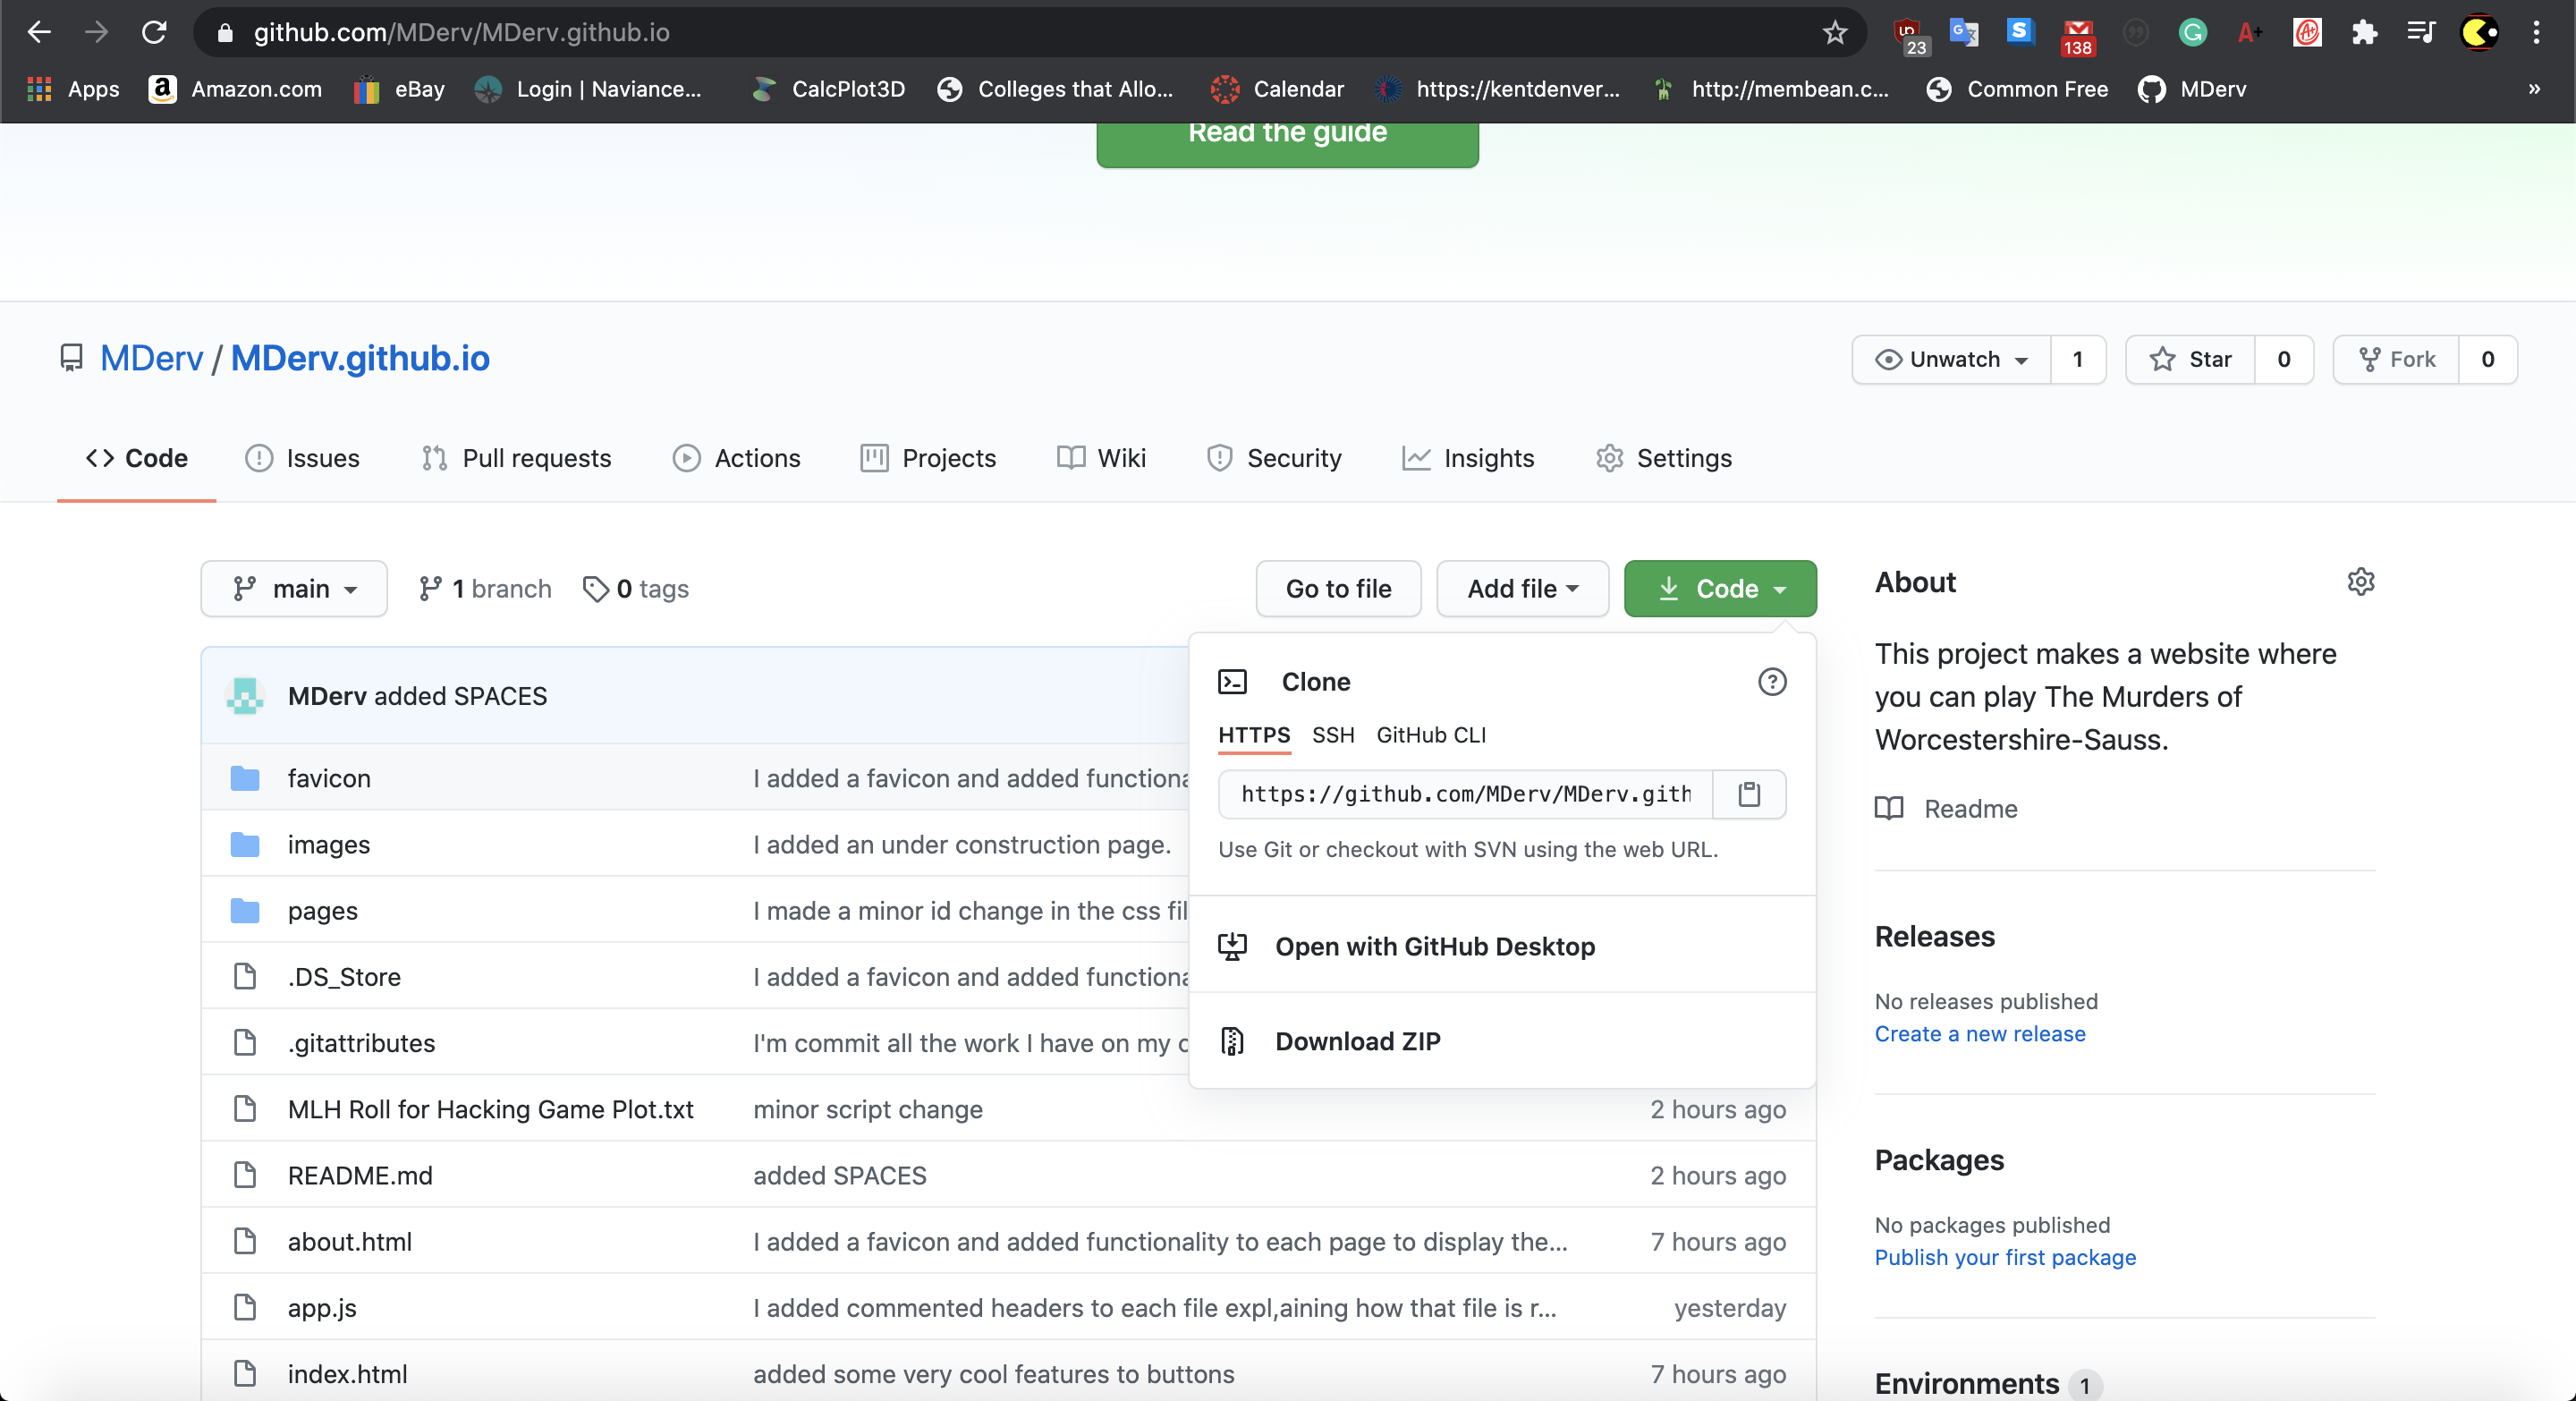 github.com/MDerv/MDerv.github.io
23
138
A+
Apps
Amazon.com
eBay
Login | Naviance...
CalcPlot3D
Colleges that Allo...
Calendar
https://kentdenver...
http://membean.c...
Common Free
MDerv
»
Read the guide
MDerv / MDerv.github.io
Unwatch 1
Star 0
Fork 0
Code
Issues
Pull requests
Actions
Projects
Wiki
Security
Insights
Settings
main
1 branch
0 tags
Go to file
Add file
Code
MDerv added SPACES
favicon I added a favicon and added functiona
images I added an under construction page.
pages I made a minor id change in the css fil
.DS_Store I added a favicon and added functiona
.gitattributes I'm commit all the work I have on my c
MLH Roll for Hacking Game Plot.txt minor script change 2 hours ago
README.md added SPACES 2 hours ago
about.html I added a favicon and added functionality to each page to display the... 7 hours ago
app.js I added commented headers to each file expl,aining how that file is r... yesterday
index.html added some very cool features to buttons 7 hours ago
Clone
HTTPS SSH GitHub CLI
https://github.com/MDerv/MDerv.gith
Use Git or checkout with SVN using the web URL.
Open with GitHub Desktop
Download ZIP
About
This project makes a website where
you can play The Murders of
Worcestershire-Sauss.
Readme
Releases
No releases published
Create a new release
Packages
No packages published
Publish your first package
Environments 1